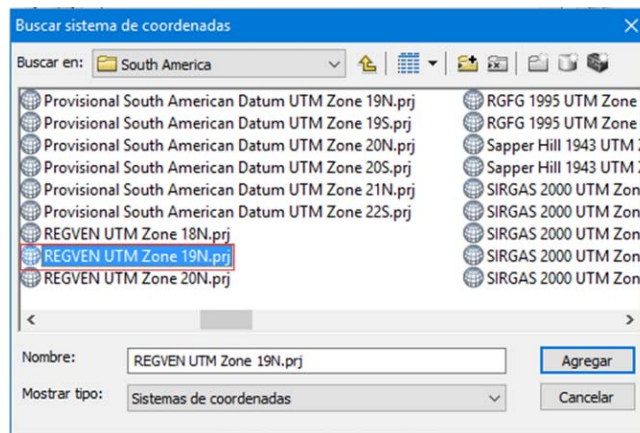 Buscar sistema de coordenadas
Buscar en: South America
Provisional South American Datum UTM Zone 19N.prj
Provisional South American Datum UTM Zone 19S.prj
Provisional South American Datum UTM Zone 20N.prj
Provisional South American Datum UTM Zone 20S.prj
Provisional South American Datum UTM Zone 21N.prj
Provisional South American Datum UTM Zone 22S.prj
REGVEN UTM Zone 18N.prj
REGVEN UTM Zone 19N.prj
REGVEN UTM Zone 20N.prj
RGFG 1995 UTM Zone
RGFG 1995 UTM Zone
Sapper Hill 1943 UTM
Sapper Hill 1943 UTM
SIRGAS 2000 UTM Zon
SIRGAS 2000 UTM Zon
SIRGAS 2000 UTM Zon
SIRGAS 2000 UTM Zon
SIRGAS 2000 UTM Zon
Nombre: REGVEN UTM Zone 19N.prj
Agregar
Mostrar tipo: Sistemas de coordenadas
Cancelar